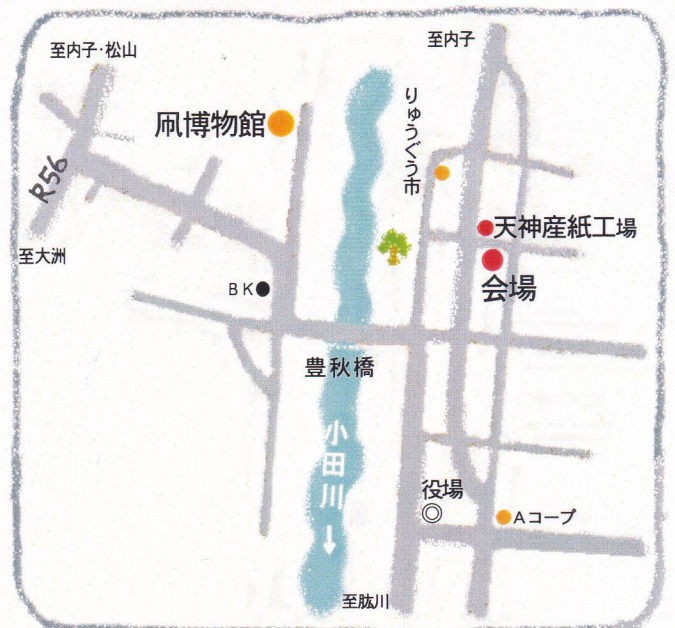 至内子・松山
至内子
凧博物館
りゅうぐう市
R56
天神産紙工場
至大洲
会場
BK
豊秋橋
小田川
↓
役場
◎
Aコープ
至肱川